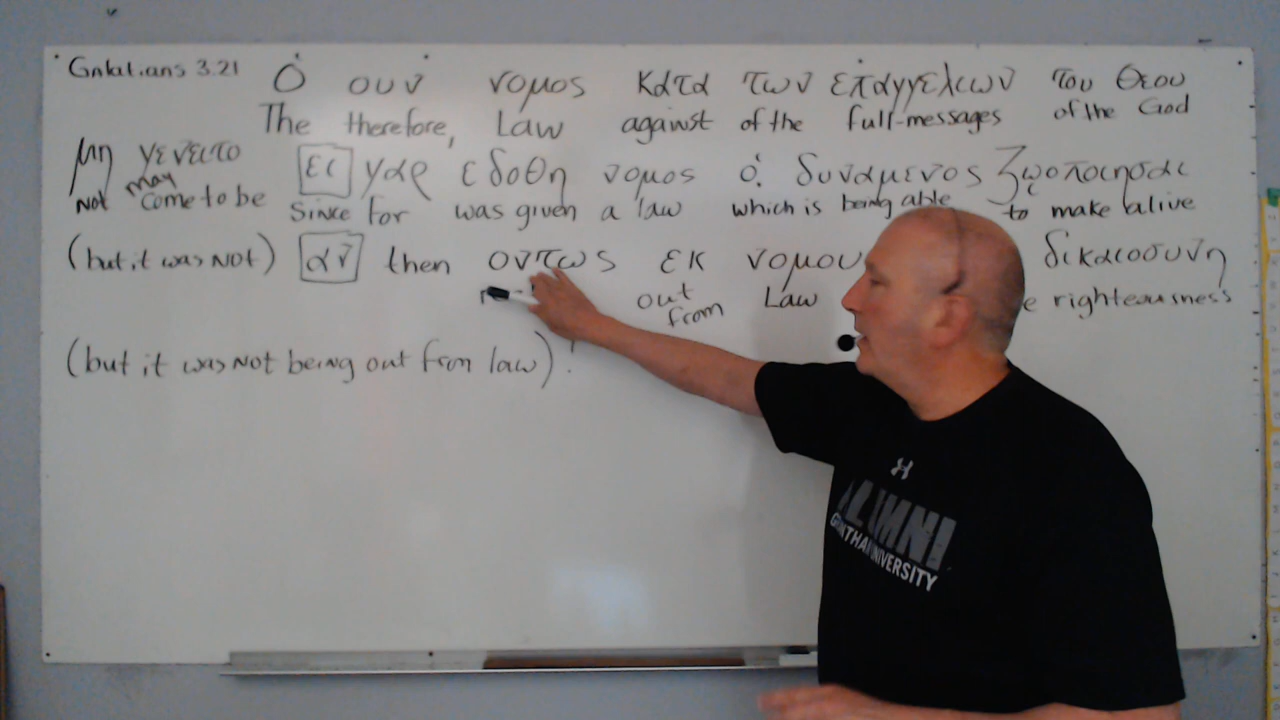 Galatians 3.21 Ὁ ουν νομος κατα των επαγγελιων του Θεου
The therefore, Law against of the full-messages of the God
μη γενειτο ει γαρ εδοθη νομος ὁ. δυναμενος ζωοποιησαι
not may come to be since for was given a law which is being able to make alive
(but it was not) αν then οντως εκ νομου δικαιοσυνη
out from Law righteousness
(but it was not being out from law)!
ALUMNI
GRANTHAM UNIVERSITY